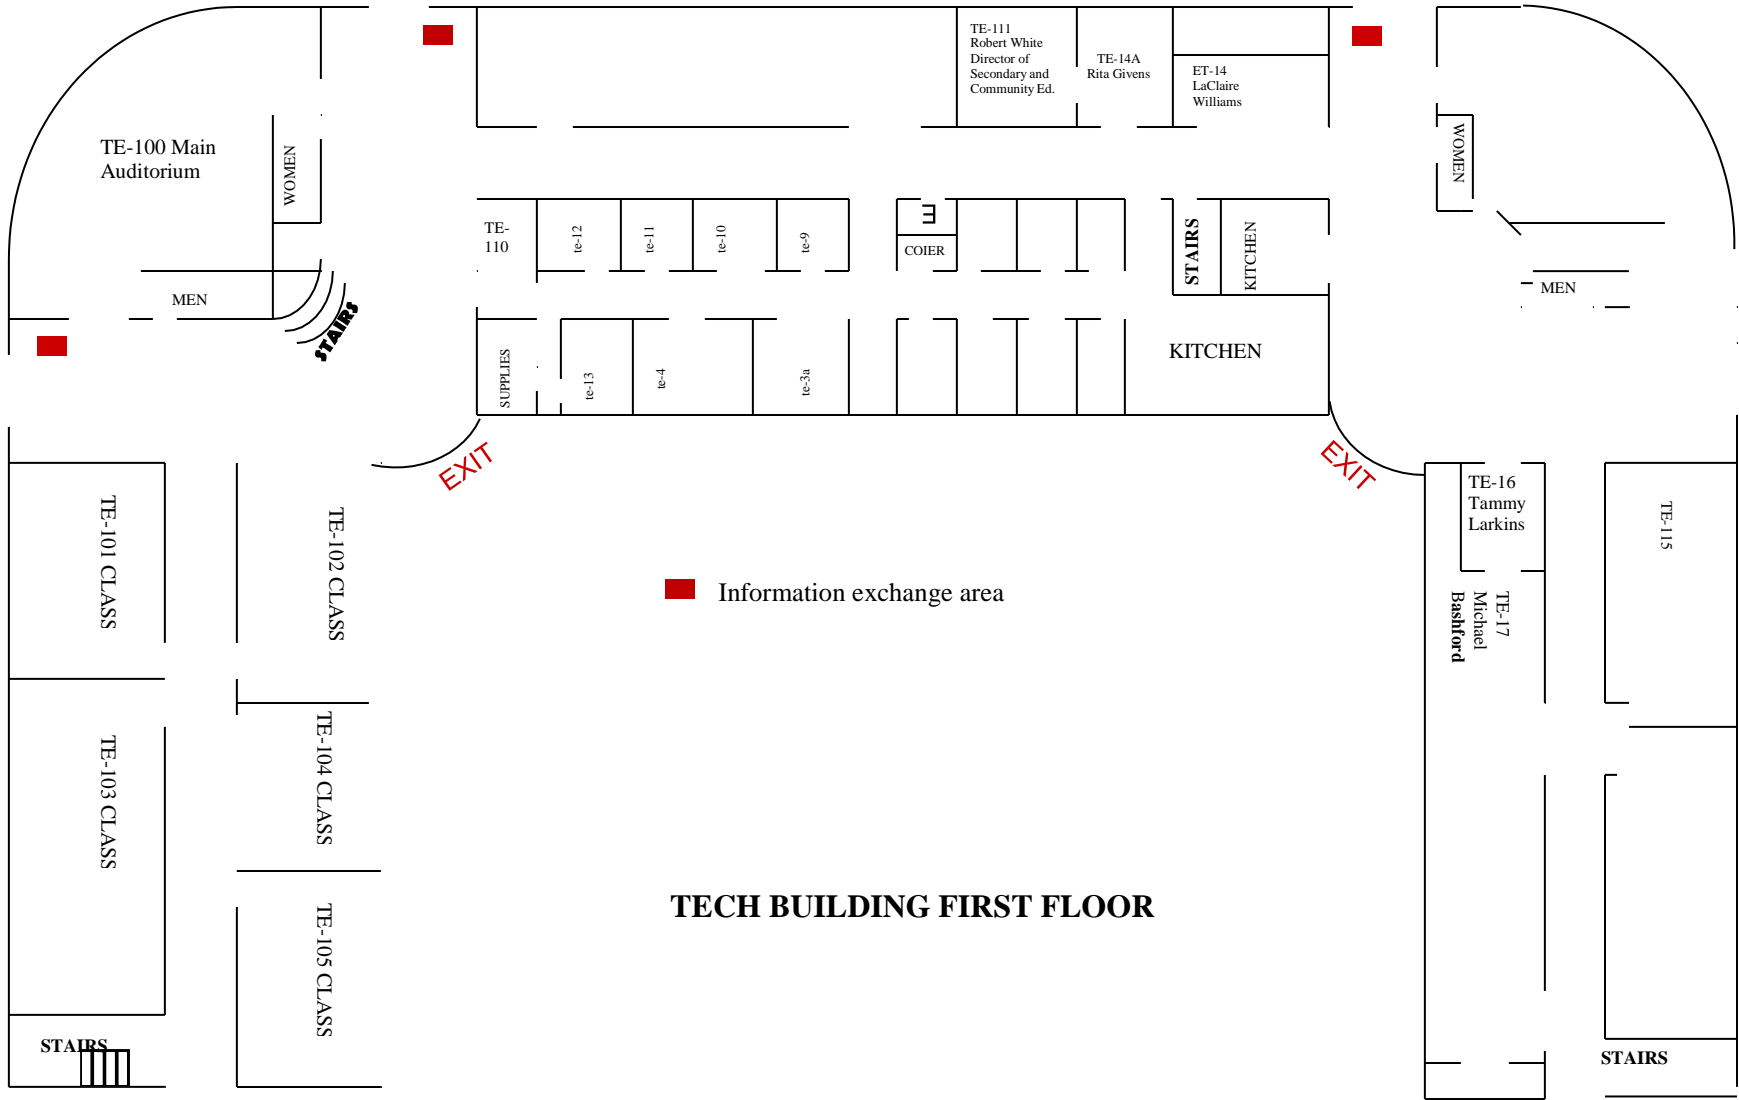 TE-111
Robert White
Director of
Secondary and
Community Ed.
TE-14A
Rita Givens
ET-14
LaClaire
Williams
TE-100 Main
Auditorium
WOMEN
WOMEN
TE-
110
te-12
te-11
te-10
te-9
E
COIER
STAIRS
KITCHEN
MEN
MEN
STAIRS
SUPPLIES
te-13
te-4
te-3a
KITCHEN
EXIT
EXIT
TE-101 CLASS
TE-102 CLASS
TE-16
Tammy
Larkins
TE-115
Information exchange area
TE-17
Michael
Bashford
TE-103 CLASS
TE-104 CLASS
TECH BUILDING FIRST FLOOR
TE-105 CLASS
STAIRS
STAIRS